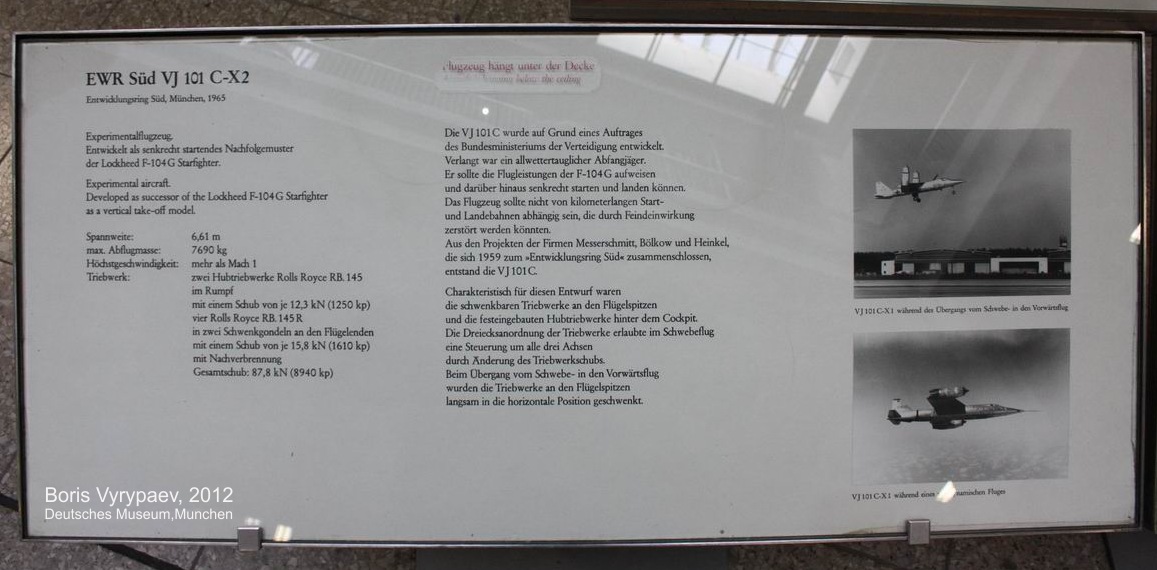 EWR Süd VJ 101 C-X2
Entwicklungsring Süd, München, 1965
Experimentalflugzeug.
Entwickelt als senkrecht startendes Nachfolgemuster
der Lockheed F-104 G Starfighter.
Experimental aircraft.
Developed as successor of the Lockheed F-104 G Starfighter
as a vertical take-off model.
Spannweite: 6,61 m
max. Abflugmasse: 7690 kg
Höchstgeschwindigkeit: mehr als Mach 1
Triebwerk: zwei Hubtriebwerke Rolls Royce RB. 145
im Rumpf
mit einem Schub von je 12,3 kN (1250 kp)
vier Rolls Royce RB. 145 R
in zwei Schwenkgondeln an den Flügelenden
mit einem Schub von je 15,8 kN (1610 kp)
mit Nachverbrennung
Gesamtschub: 87,8 kN (8940 kp)
Flugzeug hängt unter der Decke
below the ceiling
Die VJ 101 C wurde auf Grund eines Auftrages
des Bundesministeriums der Verteidigung entwickelt.
Verlangt war ein allwettertauglicher Abfangjäger.
Er sollte die Flugleistungen der F-104 G aufweisen
und darüber hinaus senkrecht starten und landen können.
Das Flugzeug sollte nicht von kilometerlangen Start-
und Landebahnen abhängig sein, die durch Feindeinwirkung
zerstört werden könnten.
Aus den Projekten der Firmen Messerschmitt, Bölkow und Heinkel,
die sich 1959 zum »Entwicklungsring Süd« zusammenschlossen,
entstand die VJ 101 C.
Charakteristisch für diesen Entwurf waren
die schwenkbaren Triebwerke an den Flügelspitzen
und die festeingebauten Hubtriebwerke hinter dem Cockpit.
Die Dreiecksanordnung der Triebwerke erlaubte im Schwebeflug
eine Steuerung um alle drei Achsen
durch Änderung des Triebwerkschubs.
Beim Übergang vom Schwebe- in den Vorwärtsflug
wurden die Triebwerke an den Flügelspitzen
langsam in die horizontale Position geschwenkt.
VJ 101 C-X1 während des Übergangs vom Schwebe- in den Vorwärtsflug
VJ 101 C-X1 während eines Fluges
Boris Vyrypaev, 2012
Deutsches Museum,Munchen